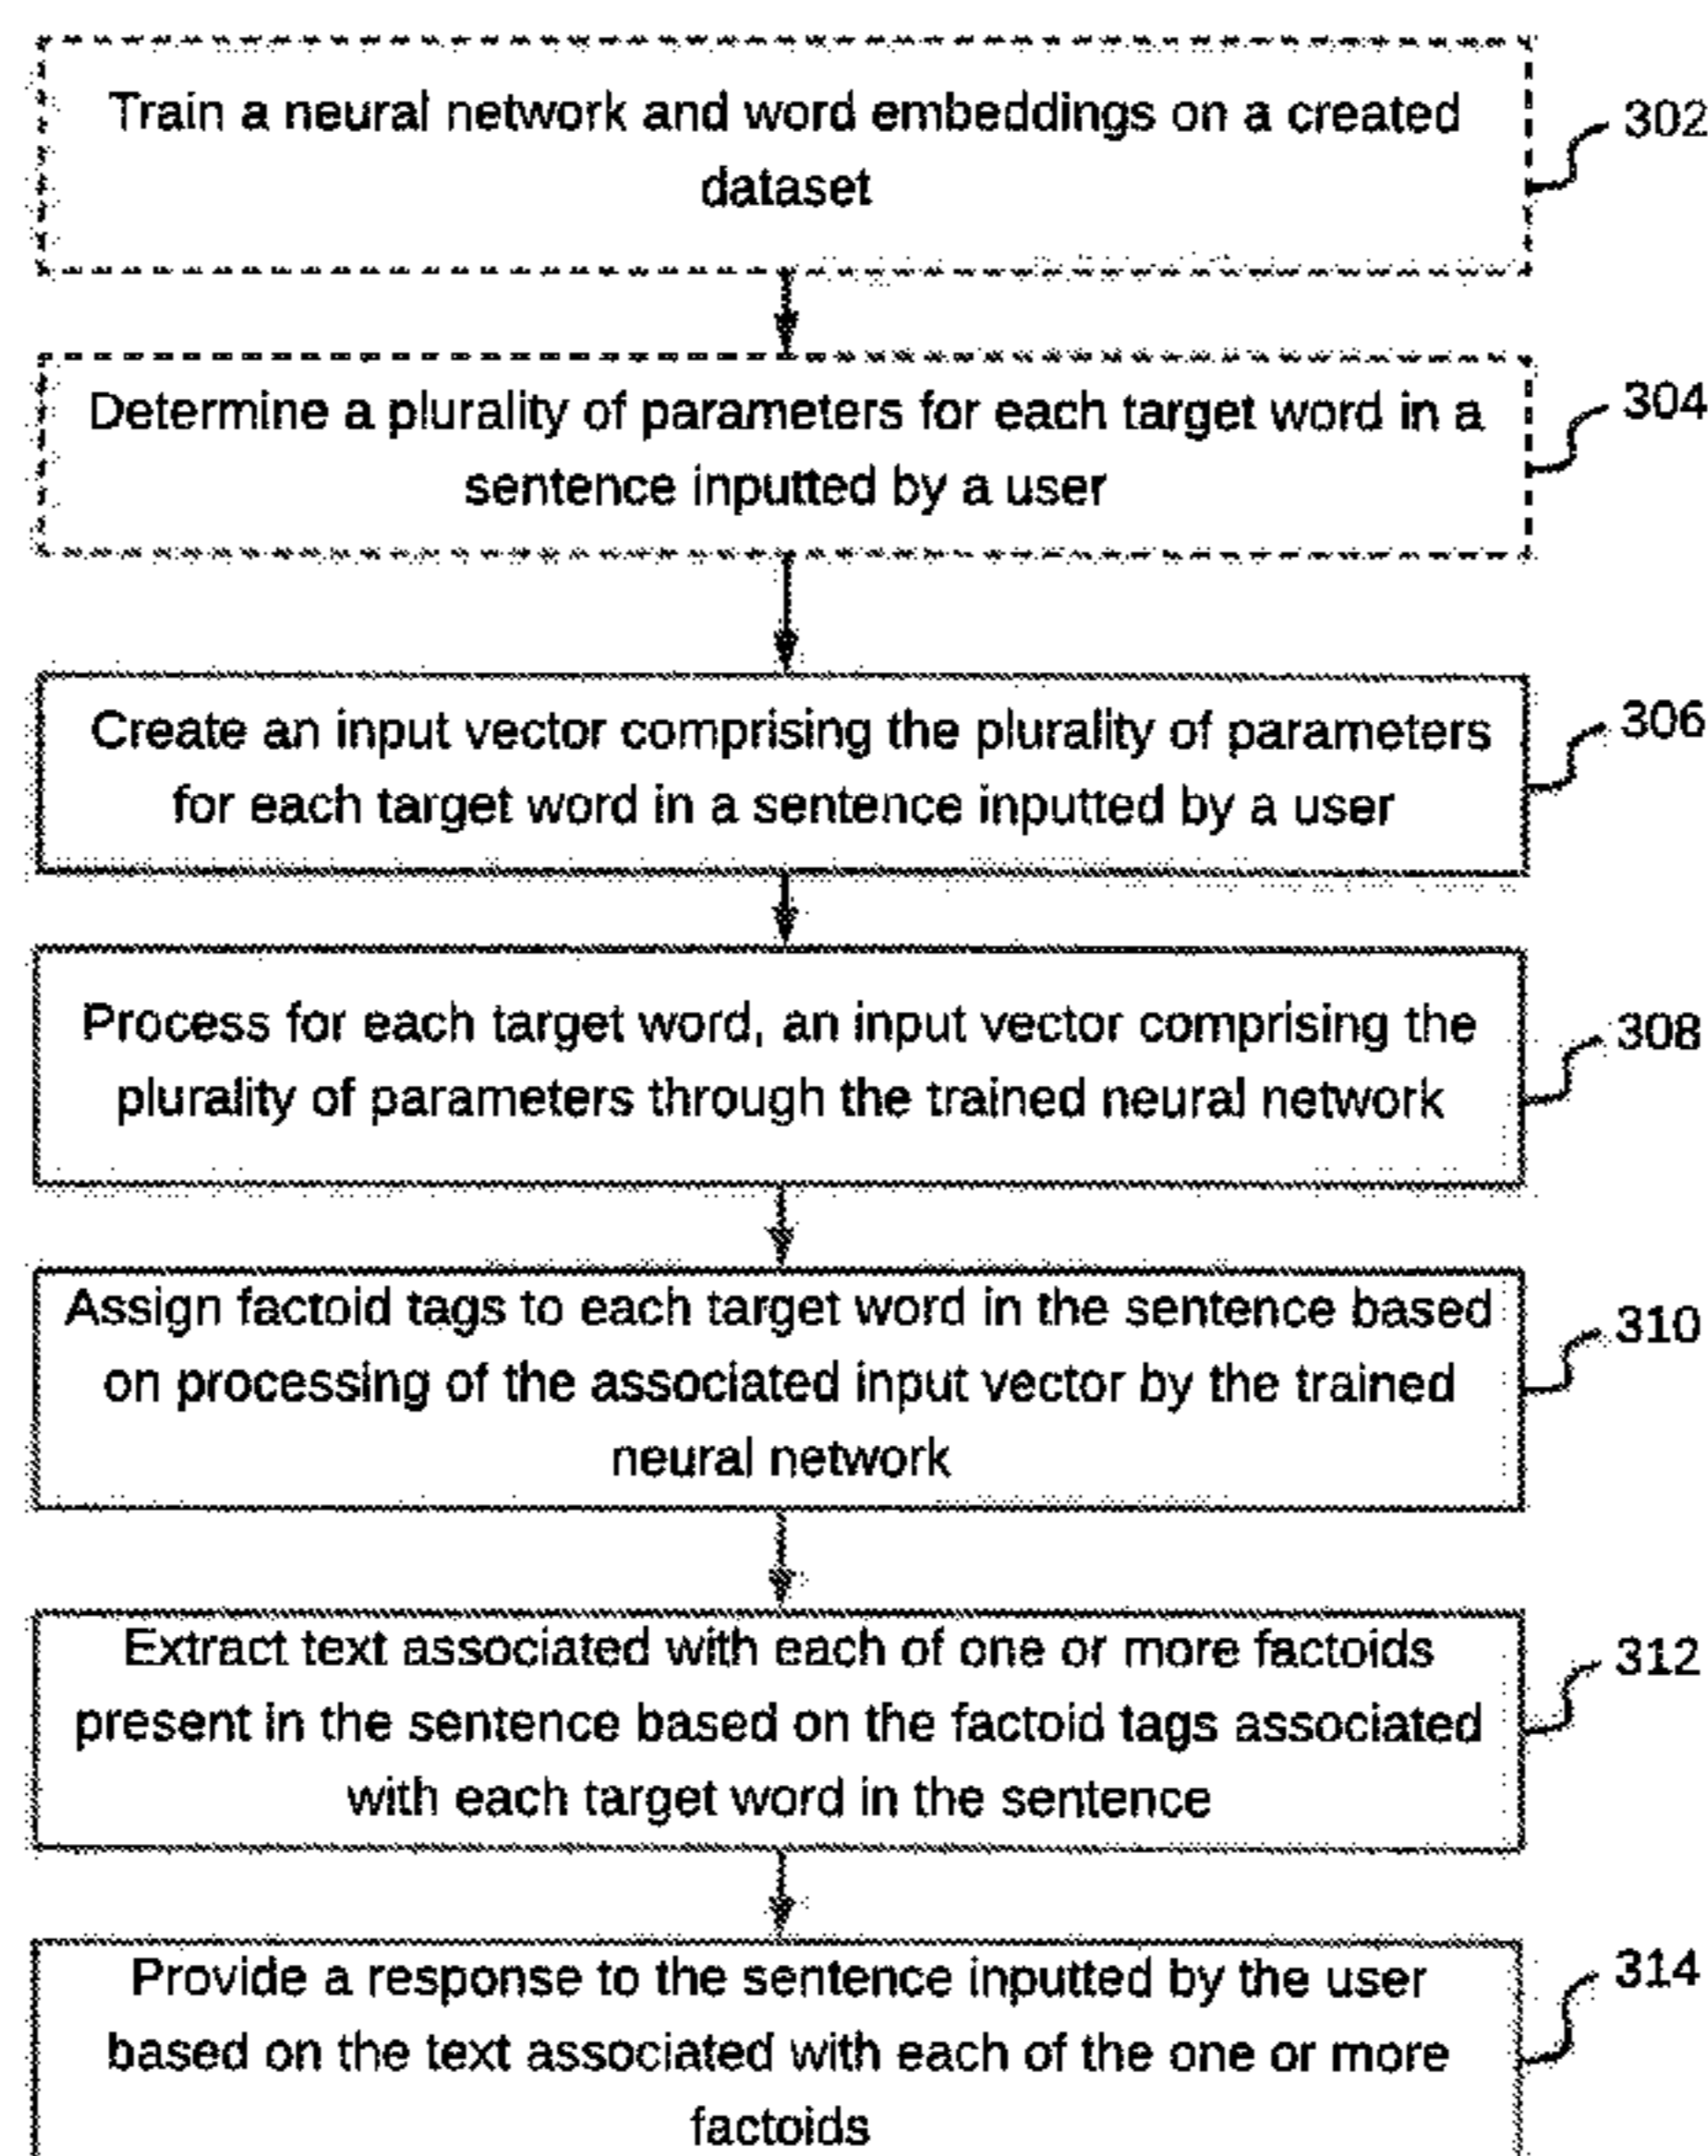 Train a neural network and word embeddings on a created
dataset
302
Determine a plurality of parameters for each target word in a
sentence inputted by a user
304
Create an input vector comprising the plurality of parameters
for each target word in a sentence inputted by a user
306
Process for each target word, an input vector comprising the
plurality of parameters through the trained neural network
308
Assign factoid tags to each target word in the sentence based
on processing of the associated input vector by the trained
neural network
310
Extract text associated with each of one or more factoids
present in the sentence based on the factoid tags associated
with each target word in the sentence
312
Provide a response to the sentence inputted by the user
based on the text associated with each of the one or more
factoids
314